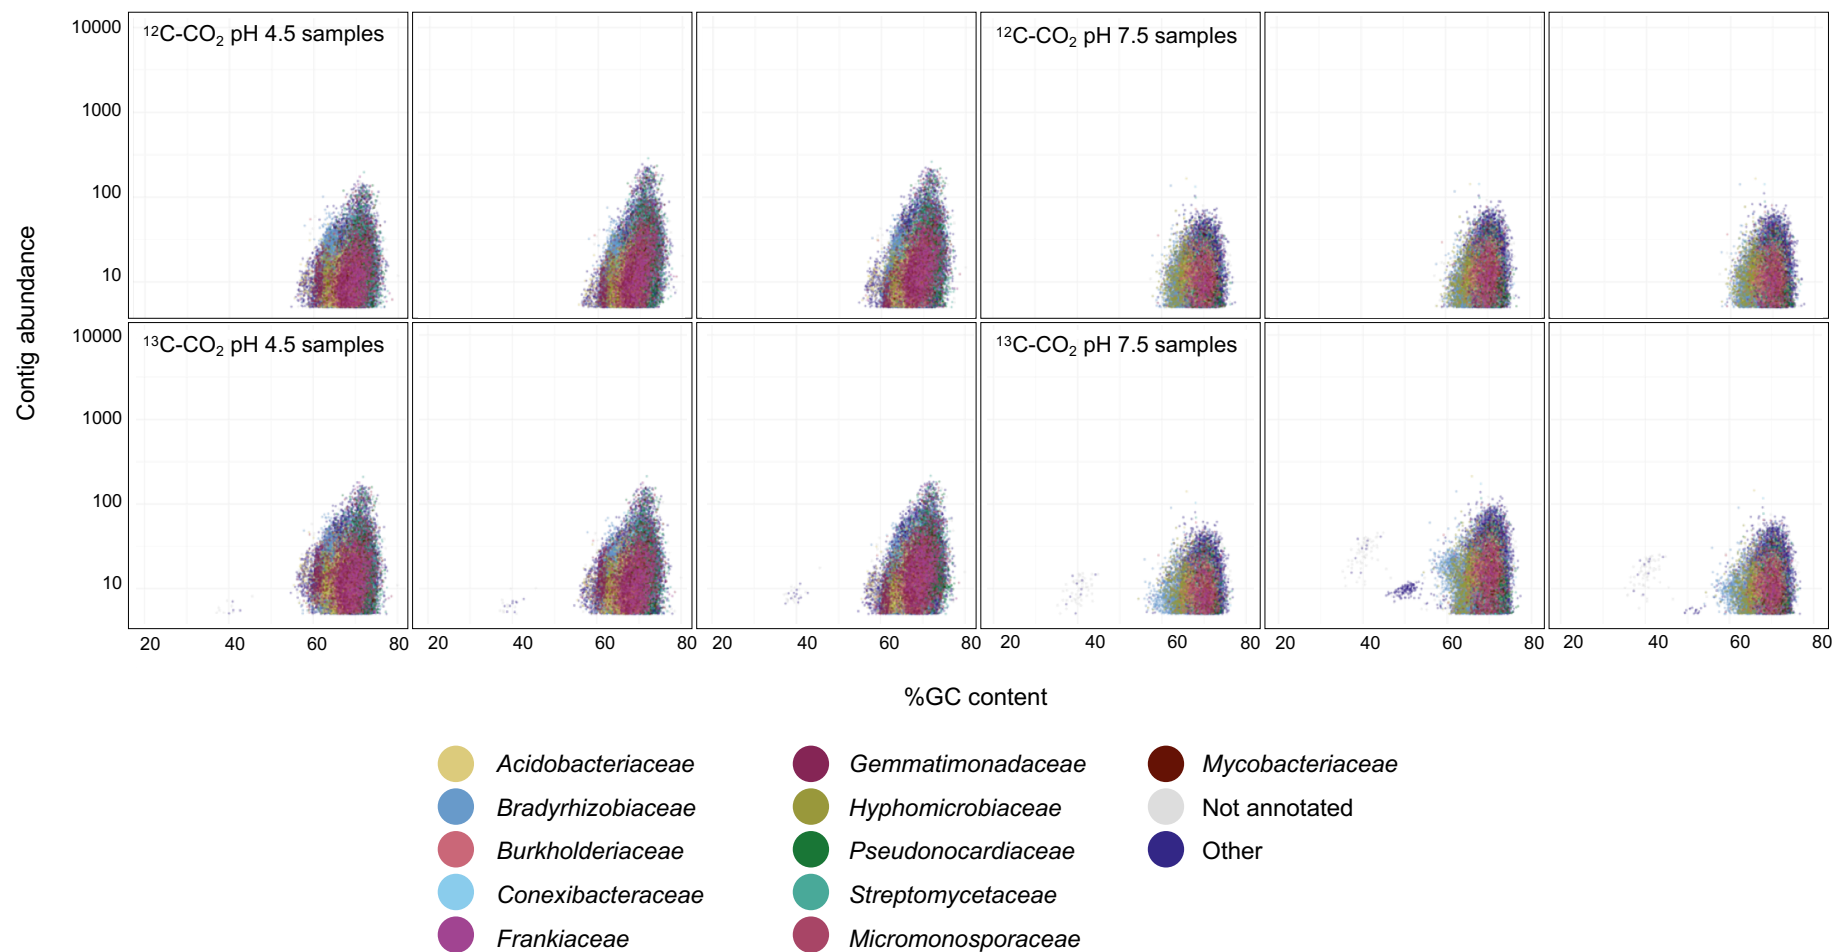 10000
1000
100
10
¹²C-CO₂ pH 4.5 samples
¹²C-CO₂ pH 7.5 samples
Contig abundance
10000
1000
100
10
¹³C-CO₂ pH 4.5 samples
¹³C-CO₂ pH 7.5 samples
20 40 60 80 20 40 60 80 20 40 60 80 20 40 60 80 20 40 60 80 20 40 60 80
%GC content
Acidobacteriaceae
Bradyrhizobiaceae
Burkholderiaceae
Conexibacteraceae
Frankiaceae
Gemmatimonadaceae
Hyphomicrobiaceae
Pseudonocardiaceae
Streptomycetaceae
Micromonosporaceae
Mycobacteriaceae
Not annotated
Other